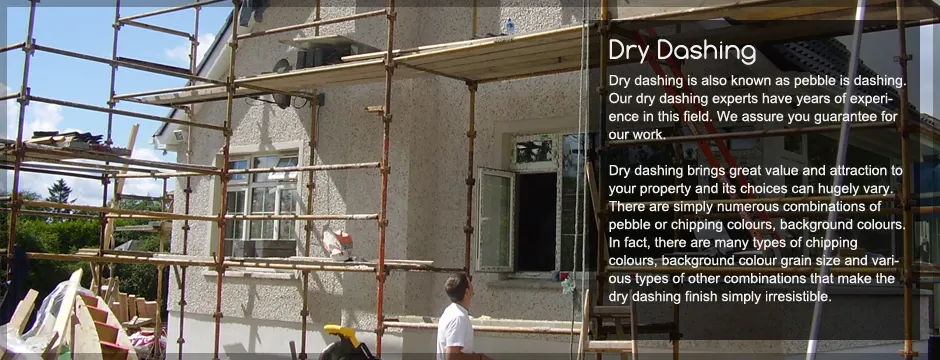 Dry Dashing
Dry dashing is also known as pebble is dashing.
Our dry dashing experts have years of experi-
ence in this field. We assure you guarantee for
our work.
Dry dashing brings great value and attraction to
your property and its choices can hugely vary.
There are simply numerous combinations of
pebble or chipping colours, background colours.
In fact, there are many types of chipping
colours, background colour grain size and vari-
ous types of other combinations that make the
dry dashing finish simply irresistible.